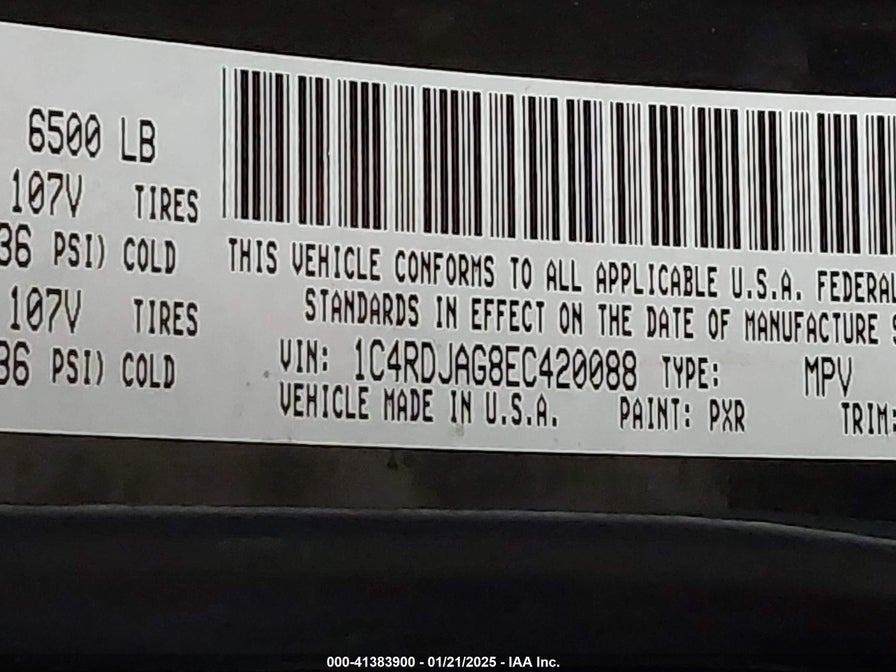 6500 LB
107V TIRES
36 PSI) COLD
107V TIRES
36 PSI) COLD
THIS VEHICLE CONFORMS TO ALL APPLICABLE U.S.A. FEDERAL
STANDARDS IN EFFECT ON THE DATE OF MANUFACTURE S
VIN: 1C4RDJAG8EC420088 TYPE: MPV
VEHICLE MADE IN U.S.A. PAINT: PXR TRIM:
000-41383900 - 01/21/2025 - IAA Inc.